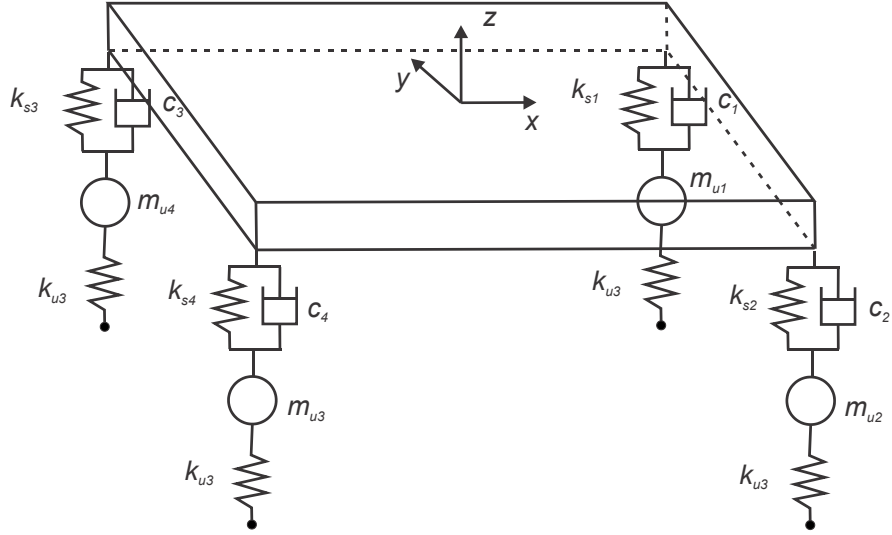 z
y
x
k_s3
c_3
k_s1
c_1
m_u4
m_u1
k_u3
k_s4
c_4
k_u3
k_s2
c_2
m_u3
m_u2
k_u3
k_u3